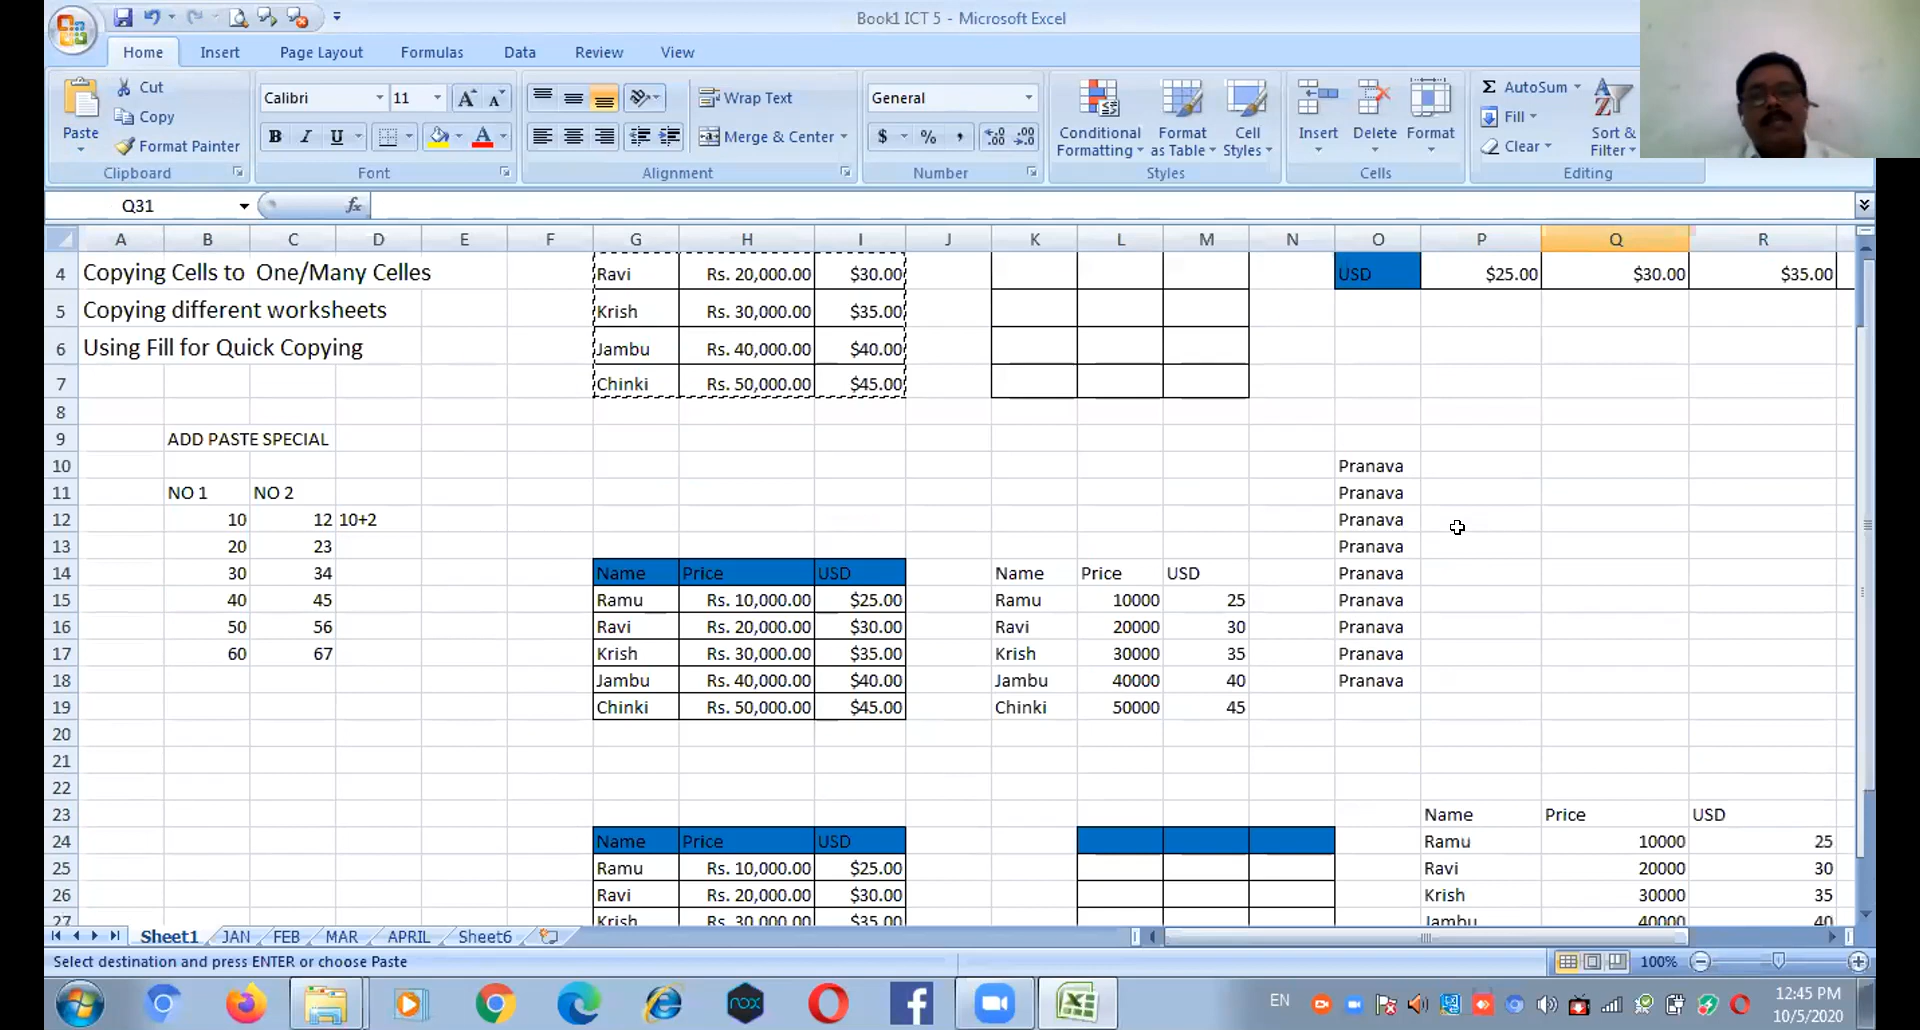 Book1 ICT 5 - Microsoft Excel
Home Insert Page Layout Formulas Data Review View
Paste Cut Copy Format Painter Clipboard
Calibri 11 B I U A Font
Wrap Text Merge & Center Alignment
General $ % , Number
Conditional Formatting Format as Table Cell Styles Styles
Insert Delete Format Cells
Σ AutoSum Fill Clear Sort & Filter Editing
Q31 fx
A B C D E F G H I J K L M N O P Q R
4 Copying Cells to One/Many Celles Ravi Rs. 20,000.00 $30.00 USD $25.00 $30.00 $35.00
5 Copying different worksheets Krish Rs. 30,000.00 $35.00
6 Using Fill for Quick Copying Jambu Rs. 40,000.00 $40.00
7 Chinki Rs. 50,000.00 $45.00
8
9 ADD PASTE SPECIAL
10 Pranava
11 NO 1 NO 2 Pranava
12 10 12 10+2 Pranava
13 20 23 Pranava
14 30 34 Name Price USD Name Price USD Pranava
15 40 45 Ramu Rs. 10,000.00 $25.00 Ramu 10000 25 Pranava
16 50 56 Ravi Rs. 20,000.00 $30.00 Ravi 20000 30 Pranava
17 60 67 Krish Rs. 30,000.00 $35.00 Krish 30000 35 Pranava
18 Jambu Rs. 40,000.00 $40.00 Jambu 40000 40 Pranava
19 Chinki Rs. 50,000.00 $45.00 Chinki 50000 45
20
21
22
23 Name Price USD
24 Name Price USD Ramu 10000 25
25 Ramu Rs. 10,000.00 $25.00 Ravi 20000 30
26 Ravi Rs. 20,000.00 $30.00 Krish 30000 35
27 Krish Rs. 30,000.00 $35.00 Jambu 40000 40
Sheet1 JAN FEB MAR APRIL Sheet6
Select destination and press ENTER or choose Paste 100%
nox EN 12:45 PM
10/5/2020